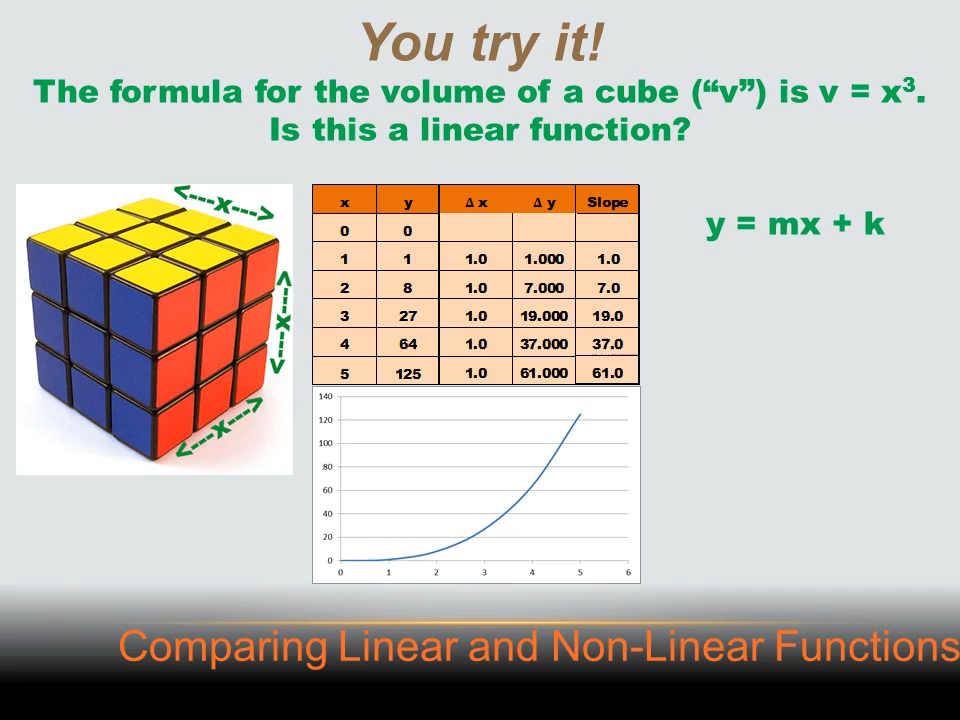 You try it!
The formula for the volume of a cube (“v”) is v = x³.
Is this a linear function?
<---x--->
<---x--->
<---x--->
x y Δ x Δ y Slope
0 0
1 1 1.0 1.000 1.0
2 8 1.0 7.000 7.0
3 27 1.0 19.000 19.0
4 64 1.0 37.000 37.0
5 125 1.0 61.000 61.0
y = mx + k
140
120
100
80
60
40
20
0
0 1 2 3 4 5 6
Comparing Linear and Non-Linear Functions